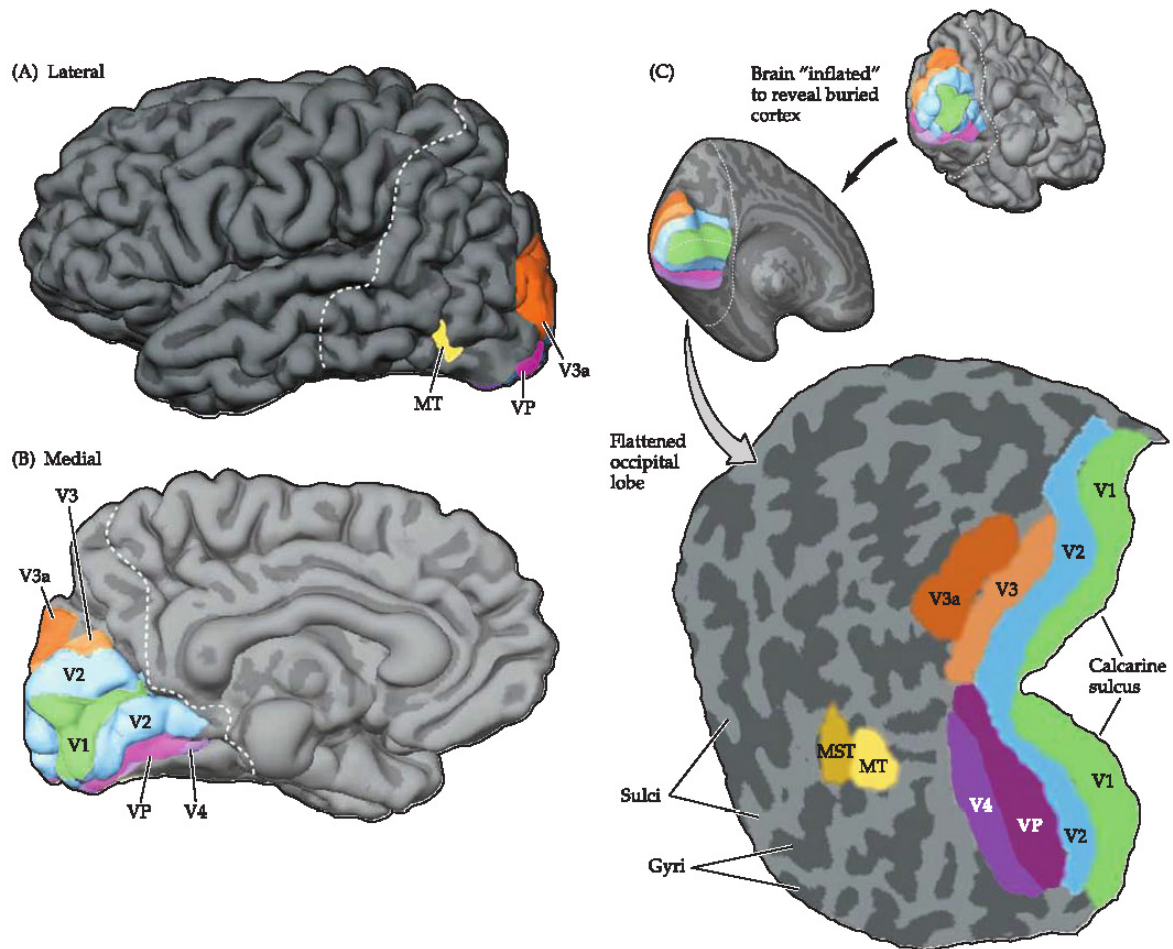 (A) Lateral
MT
VP
V3a
(B) Medial
V3
V3a
V2
V2
V1
VP
V4
(C)
Brain “inflated”
to reveal buried
cortex
Flattened
occipital
lobe
V1
V2
V3
V3a
Calcarine
sulcus
MST
MT
V1
V4
VP
V2
Sulci
Gyri